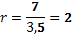 r = 7/3,5 = 2